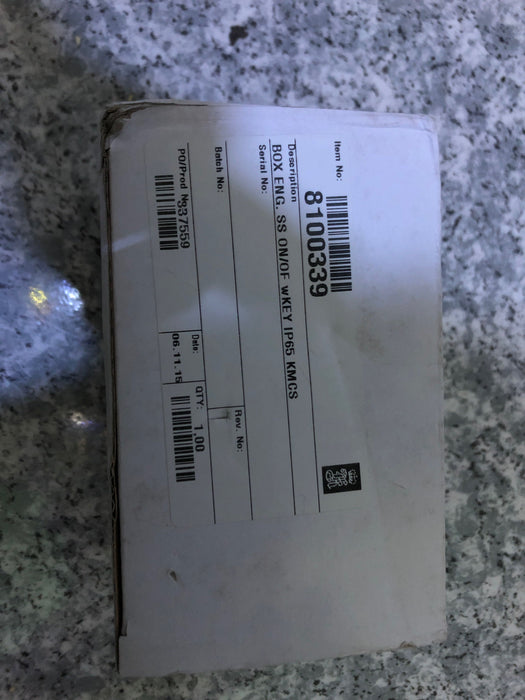 Item No:
8100339
Description
BOX ENG. SS ON/OF wKEY IP65 KMCS
Serial No:
Rev. No:
Batch No:
Date:
06.11.15
QTY: 1.00
PO/Prod No
337559